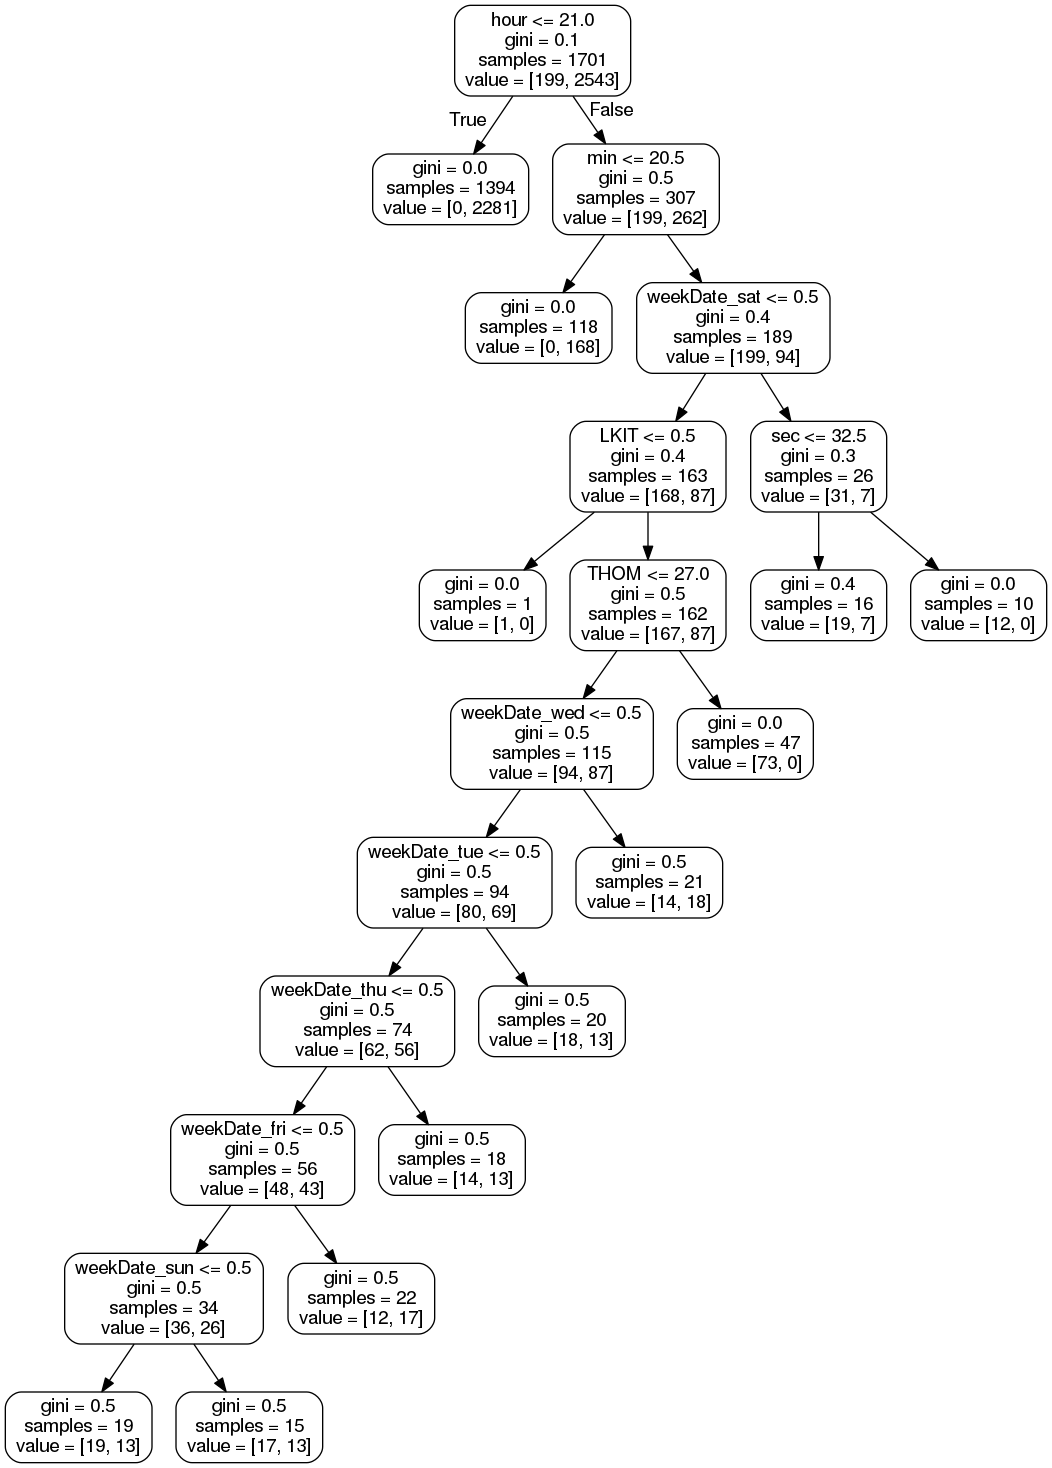 hour <= 21.0
gini = 0.1
samples = 1701
value = [199, 2543]
True
False
gini = 0.0
samples = 1394
value = [0, 2281]
min <= 20.5
gini = 0.5
samples = 307
value = [199, 262]
gini = 0.0
samples = 118
value = [0, 168]
weekDate_sat <= 0.5
gini = 0.4
samples = 189
value = [199, 94]
LKIT <= 0.5
gini = 0.4
samples = 163
value = [168, 87]
sec <= 32.5
gini = 0.3
samples = 26
value = [31, 7]
gini = 0.0
samples = 1
value = [1, 0]
THOM <= 27.0
gini = 0.5
samples = 162
value = [167, 87]
gini = 0.4
samples = 16
value = [19, 7]
gini = 0.0
samples = 10
value = [12, 0]
weekDate_wed <= 0.5
gini = 0.5
samples = 115
value = [94, 87]
gini = 0.0
samples = 47
value = [73, 0]
weekDate_tue <= 0.5
gini = 0.5
samples = 94
value = [80, 69]
gini = 0.5
samples = 21
value = [14, 18]
weekDate_thu <= 0.5
gini = 0.5
samples = 74
value = [62, 56]
gini = 0.5
samples = 20
value = [18, 13]
weekDate_fri <= 0.5
gini = 0.5
samples = 56
value = [48, 43]
gini = 0.5
samples = 18
value = [14, 13]
weekDate_sun <= 0.5
gini = 0.5
samples = 34
value = [36, 26]
gini = 0.5
samples = 22
value = [12, 17]
gini = 0.5
samples = 19
value = [19, 13]
gini = 0.5
samples = 15
value = [17, 13]